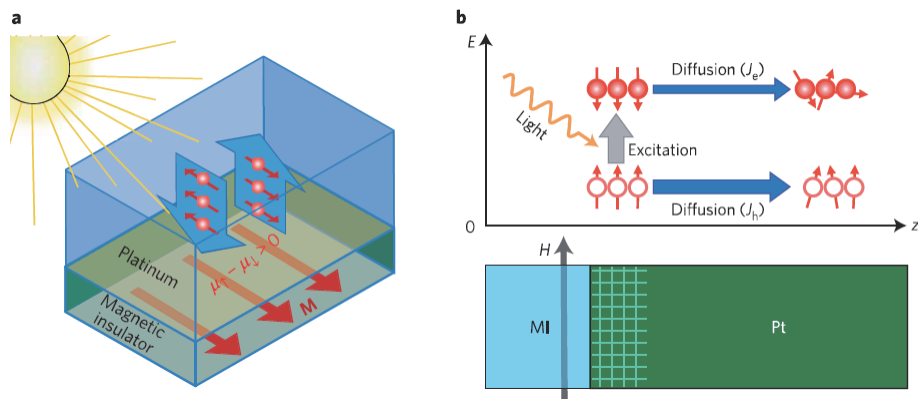 a
Platinum
μ↓ − μ↑ > 0
M
Magnetic
insulator
b
E
Diffusion (Je)
Light
Excitation
Diffusion (Jh)
0
z
H
MI
Pt